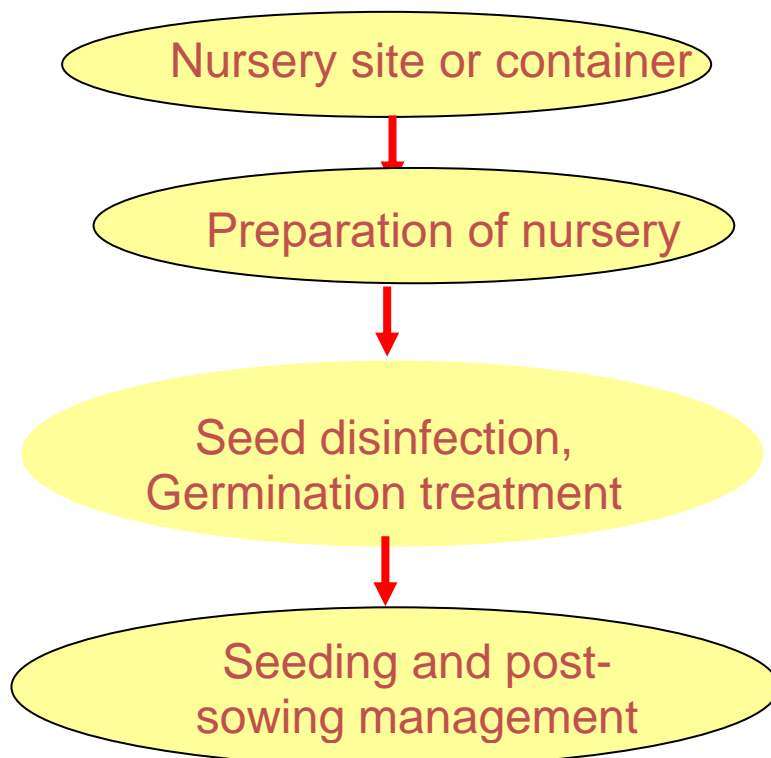 Nursery site or container
Preparation of nursery
Seed disinfection,
Germination treatment
Seeding and post-
sowing management